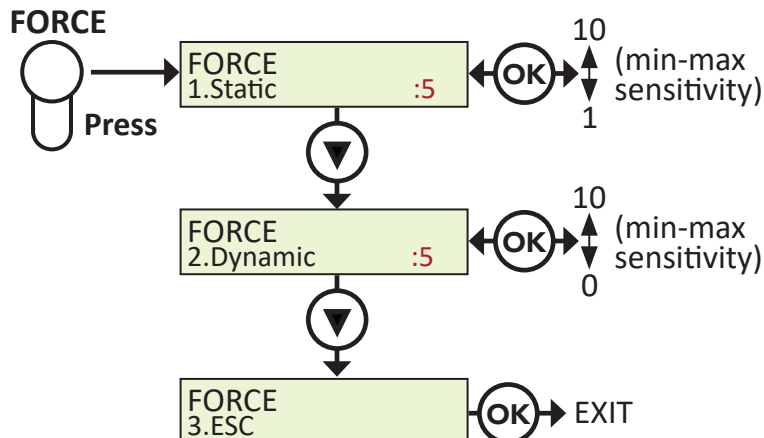 FORCE
Press
FORCE
1.Static :5
OK
10
(min-max
sensitivity)
1
FORCE
2.Dynamic :5
OK
10
(min-max
sensitivity)
0
FORCE
3.ESC
OK
EXIT